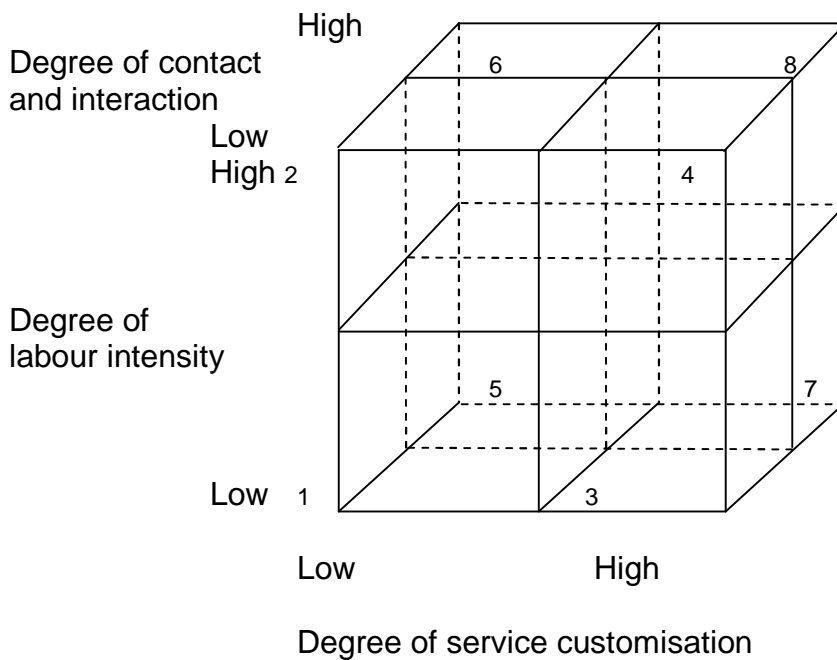 High
Degree of contact
and interaction
6
8
Low
High 2
4
Degree of
labour intensity
5
7
Low 1
3
Low
High
Degree of service customisation